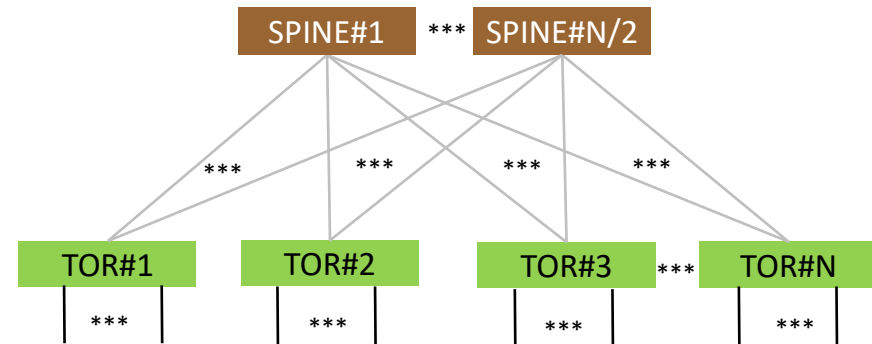 SPINE#1 *** SPINE#N/2
*** *** *** ***
TOR#1 TOR#2 TOR#3 *** TOR#N
*** *** *** ***